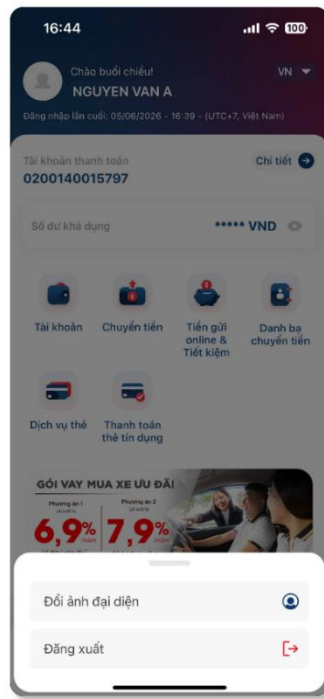 16:44
100
Chào buổi chiều!
VN
NGUYEN VAN A
Đăng nhập lần cuối: 05/06/2026 - 16:39 - (UTC+7, Việt Nam)
Tài khoản thanh toán
Chi tiết
0200140015797
Số dư khả dụng
***** VND
Tài khoản
Chuyển tiền
Tiền gửi online & Tiết kiệm
Danh bạ chuyển tiền
Dịch vụ thẻ
Thanh toán thẻ tín dụng
GÓI VAY MUA XE ƯU ĐÃI
Phương án 1
Phương án 2
6,9%
7,9%
/năm
/năm
Đổi ảnh đại diện
Đăng xuất